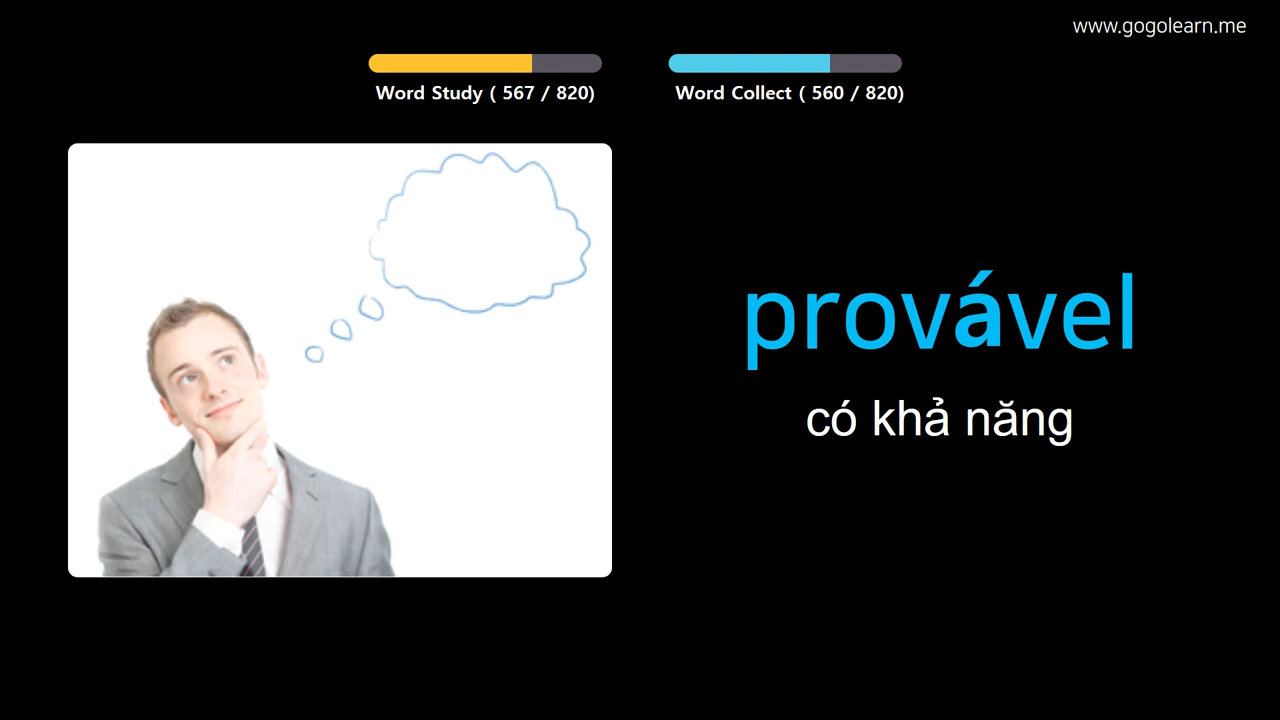 www.gogolearn.me
Word Study ( 567 / 820)
Word Collect ( 560 / 820)
provável
có khả năng